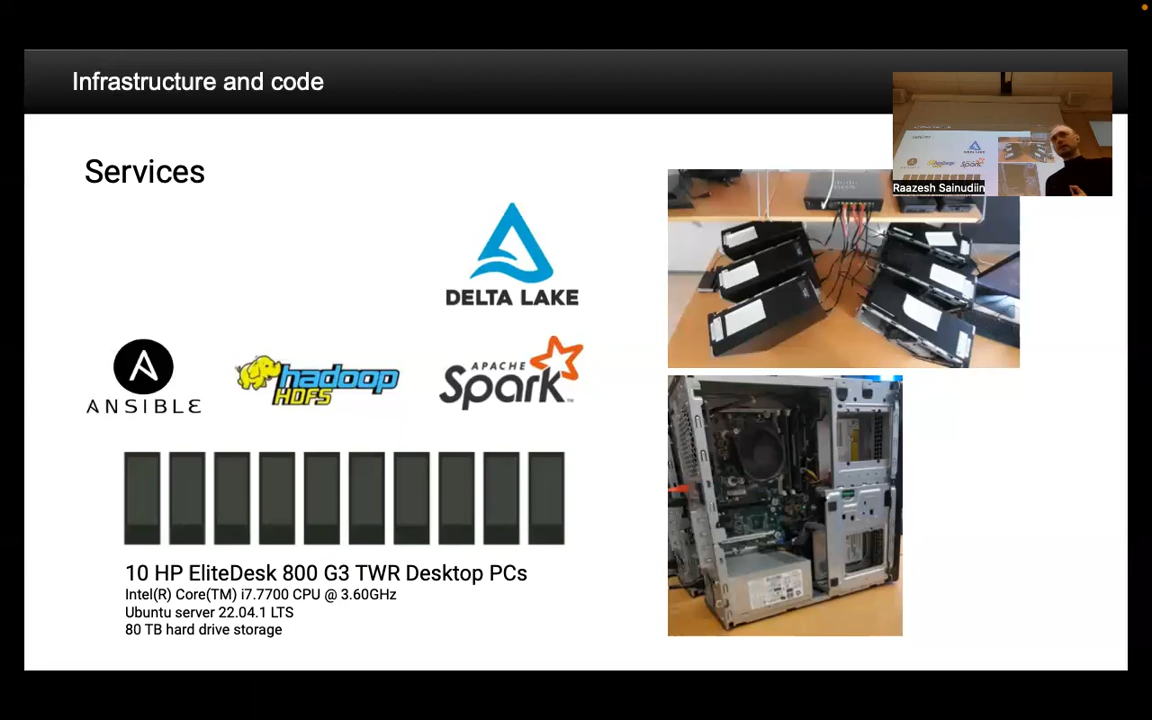 Infrastructure and code
Raazesh Sainudiin
Services
DELTA LAKE
ANSIBLE
hadoop
HDFS
APACHE
Spark™
10 HP EliteDesk 800 G3 TWR Desktop PCs
Intel(R) Core(TM) i7.7700 CPU @ 3.60GHz
Ubuntu server 22.04.1 LTS
80 TB hard drive storage